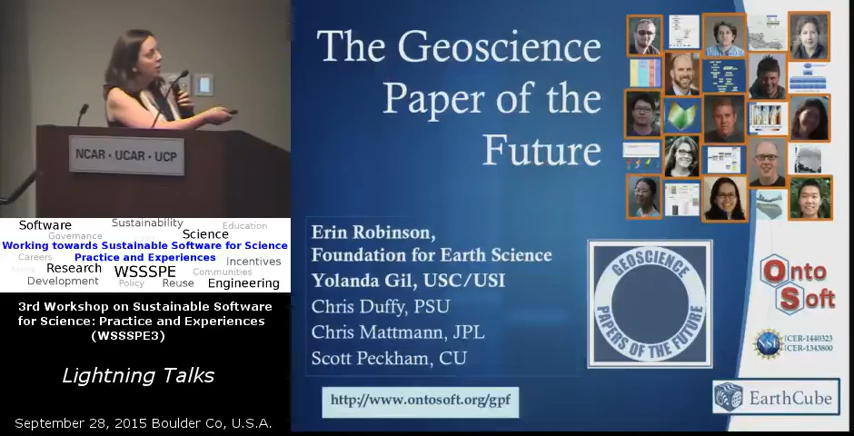 NCAR • UCAR • UCP
Software
Sustainability
Education
Governance
Science
Working towards Sustainable Software for Science
Practice and Experiences
Careers
Incentives
Research
WSSSPE
Communities
Development
Policy
Reuse
Engineering
3rd Workshop on Sustainable Software
for Science: Practice and Experiences
(WSSSPE3)
Lightning Talks
September 28, 2015 Boulder Co, U.S.A.
The Geoscience
Paper of the
Future
Erin Robinson,
Foundation for Earth Science
Yolanda Gil, USC/USI
Chris Duffy, PSU
Chris Mattmann, JPL
Scott Peckham, CU
http://www.ontosoft.org/gpf
GEOSCIENCE
PAPERS OF THE FUTURE
Onto
Soft
NSF
ICER-1440323
ICER-1343800
EarthCube